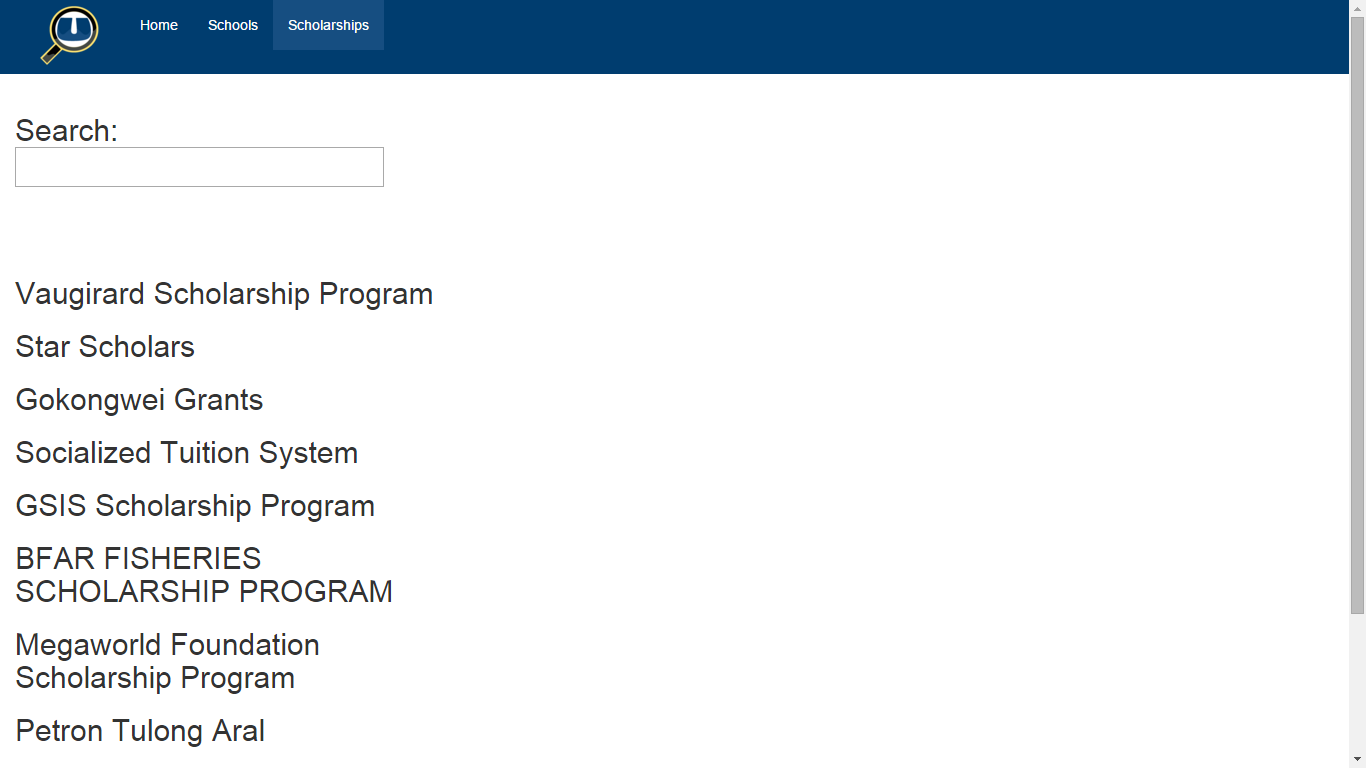 Home Schools Scholarships
Search:
Vaugirard Scholarship Program
Star Scholars
Gokongwei Grants
Socialized Tuition System
GSIS Scholarship Program
BFAR FISHERIES
SCHOLARSHIP PROGRAM
Megaworld Foundation
Scholarship Program
Petron Tulong Aral